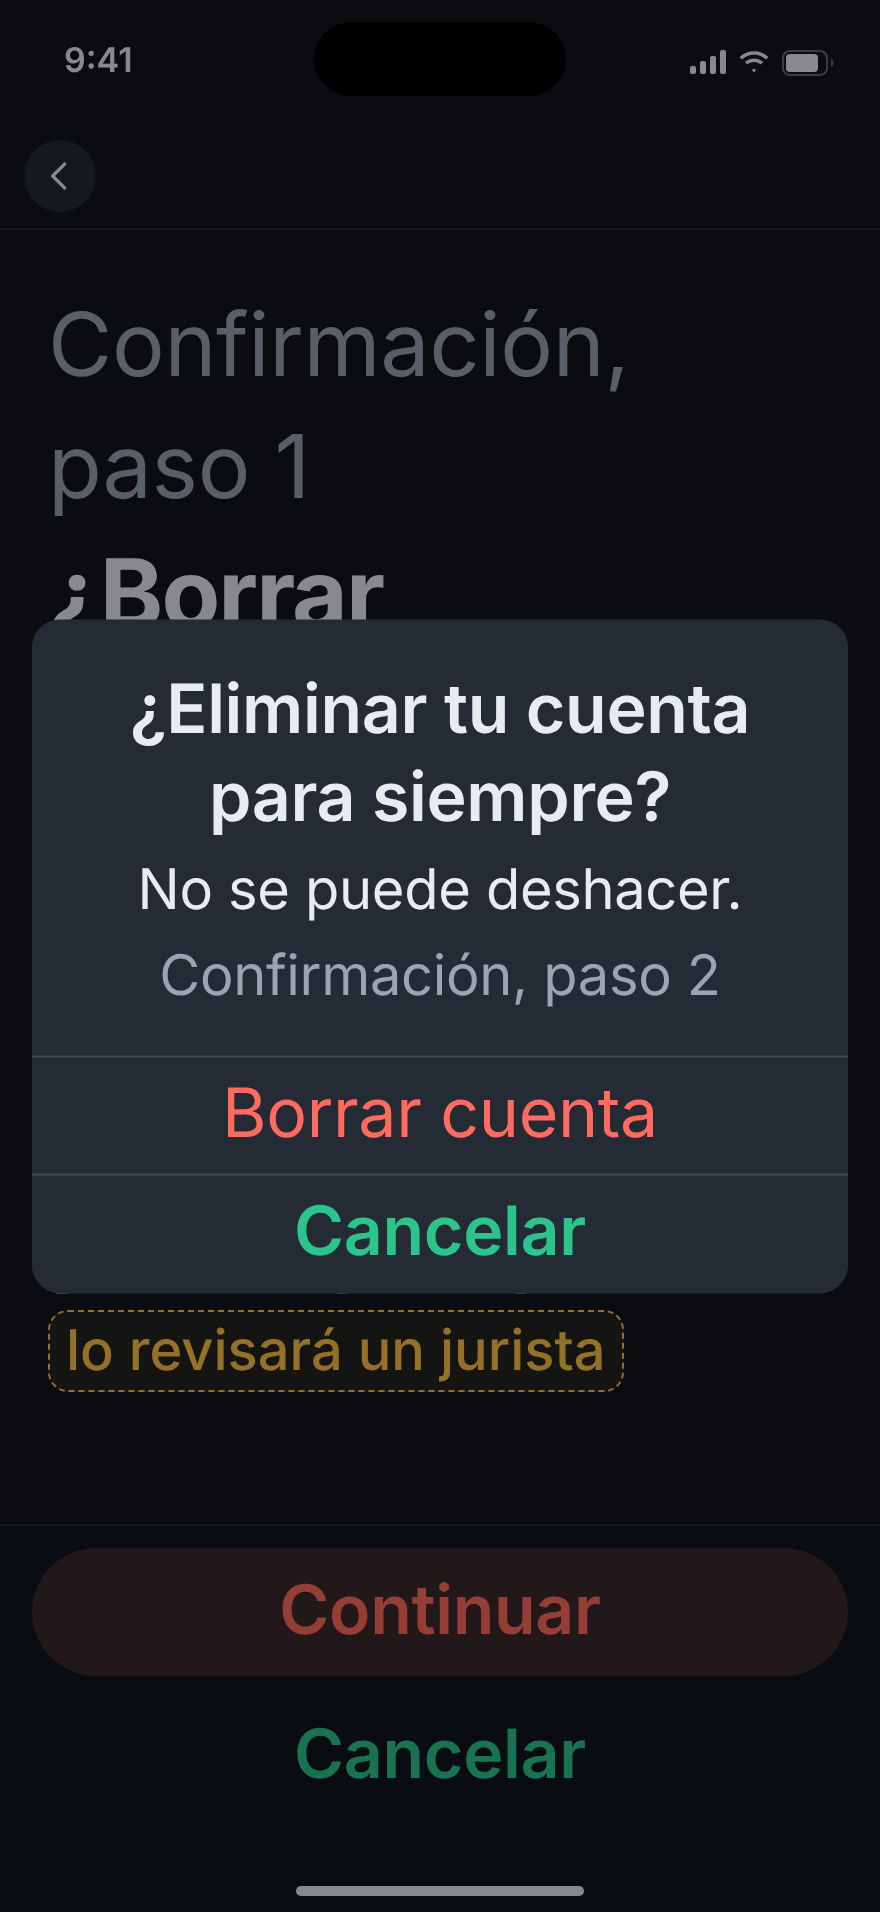 9:41
Confirmación,
paso 1
¿Borrar
¿Eliminar tu cuenta
para siempre?
No se puede deshacer.
Confirmación, paso 2
Borrar cuenta
Cancelar
lo revisará un jurista
Continuar
Cancelar